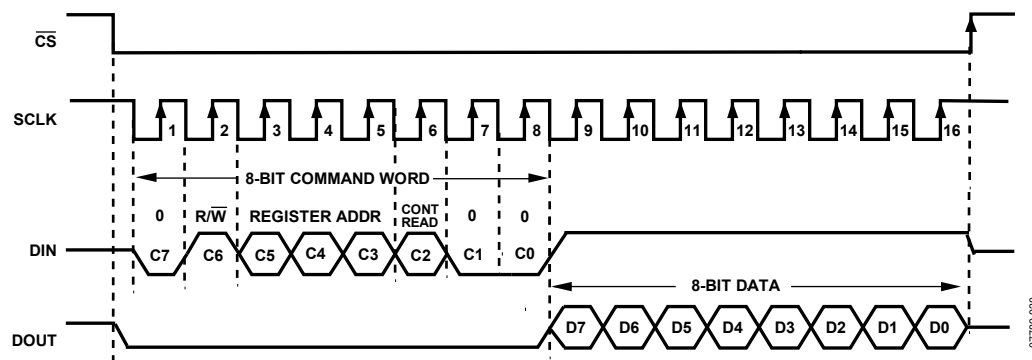 CS
SCLK
1 2 3 4 5 6 7 8 9 10 11 12 13 14 15 16
8-BIT COMMAND WORD
0 R/W REGISTER ADDR CONT READ 0 0
DIN
C7 C6 C5 C4 C3 C2 C1 C0
8-BIT DATA
DOUT
D7 D6 D5 D4 D3 D2 D1 D0